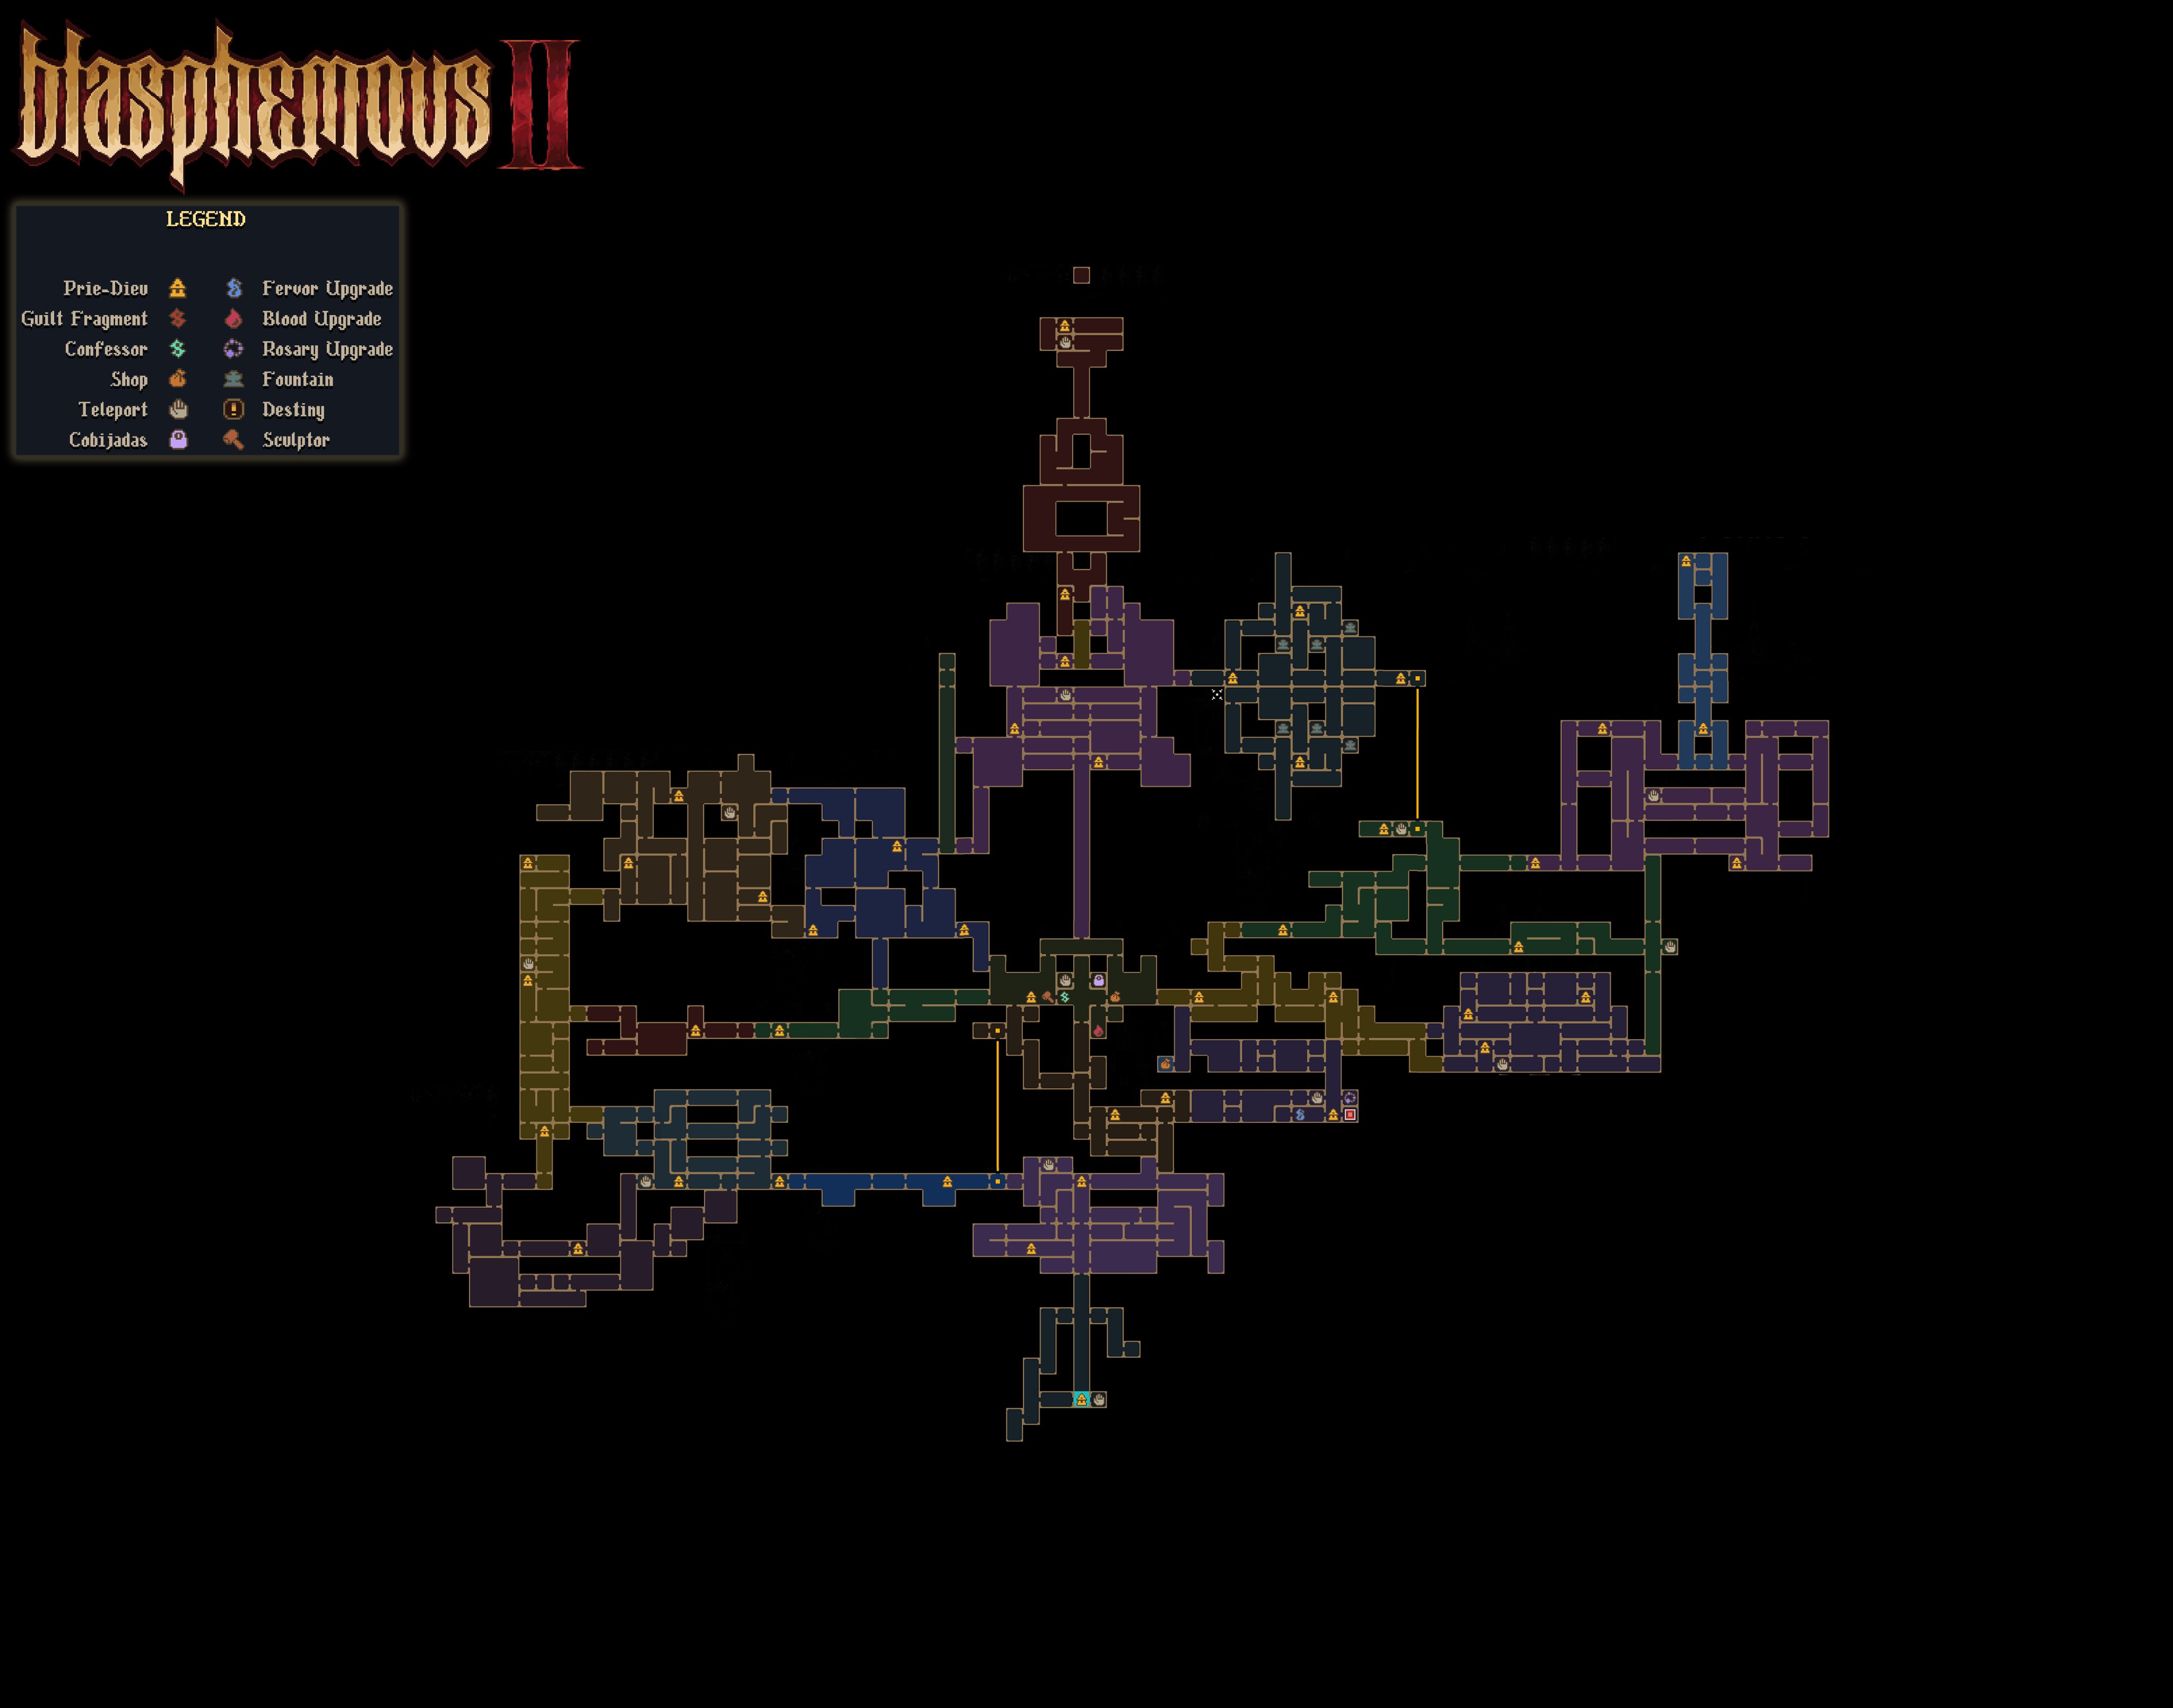 Blasphemous II
LEGEND
Prie-Dieu
Fervor Upgrade
Guilt Fragment
Blood Upgrade
Confessor
Rosary Upgrade
Shop
Fountain
Teleport
Destiny
Cobijadas
Sculptor